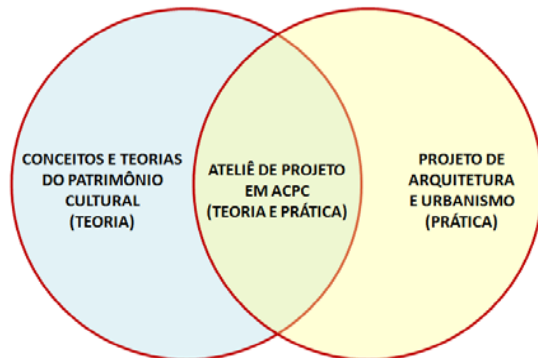 CONCEITOS E TEORIAS
DO PATRIMÔNIO
CULTURAL
(TEORIA)
ATELIÊ DE PROJETO
EM ACPC
(TEORIA E PRÁTICA)
PROJETO DE
ARQUITETURA
E URBANISMO
(PRÁTICA)